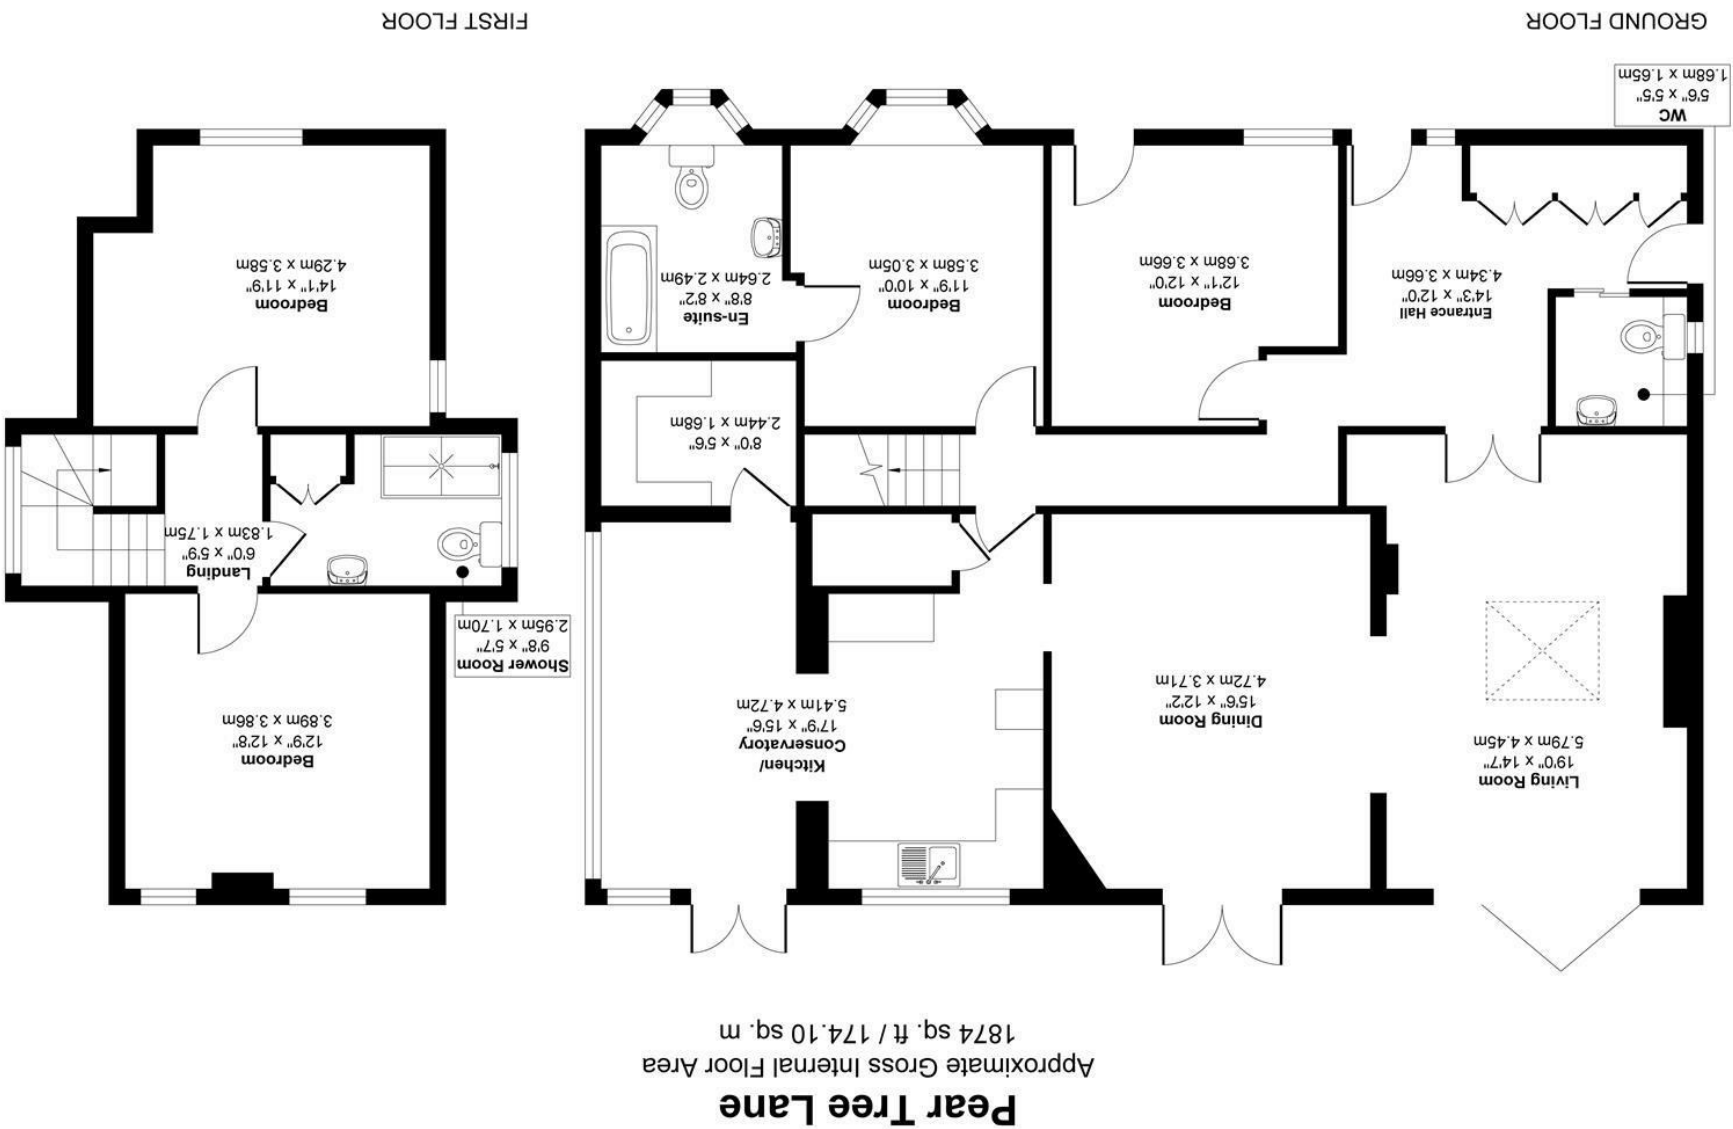 Pear Tree Lane
Approximate Gross Internal Floor Area
1874 sq. ft / 174.10 sq. m
Living Room
19'0" x 14'7"
5.79m x 4.45m
Dining Room
15'6" x 12'2"
4.72m x 3.71m
Kitchen/
Conservatory
17'9" x 15'6"
5.41m x 4.72m
8'0" x 5'6"
2.44m x 1.68m
Entrance Hall
14'3" x 12'0"
4.34m x 3.66m
Bedroom
12'1" x 12'0"
3.68m x 3.66m
Bedroom
11'9" x 10'0"
3.58m x 3.05m
En-suite
8'8" x 8'2"
2.64m x 2.49m
WC
5'6" x 5'5"
1.68m x 1.65m
GROUND FLOOR
Bedroom
12'9" x 12'8"
3.89m x 3.86m
Shower Room
9'8" x 5'7"
2.95m x 1.70m
Landing
6'0" x 5'9"
1.83m x 1.75m
Bedroom
14'1" x 11'9"
4.29m x 3.58m
FIRST FLOOR